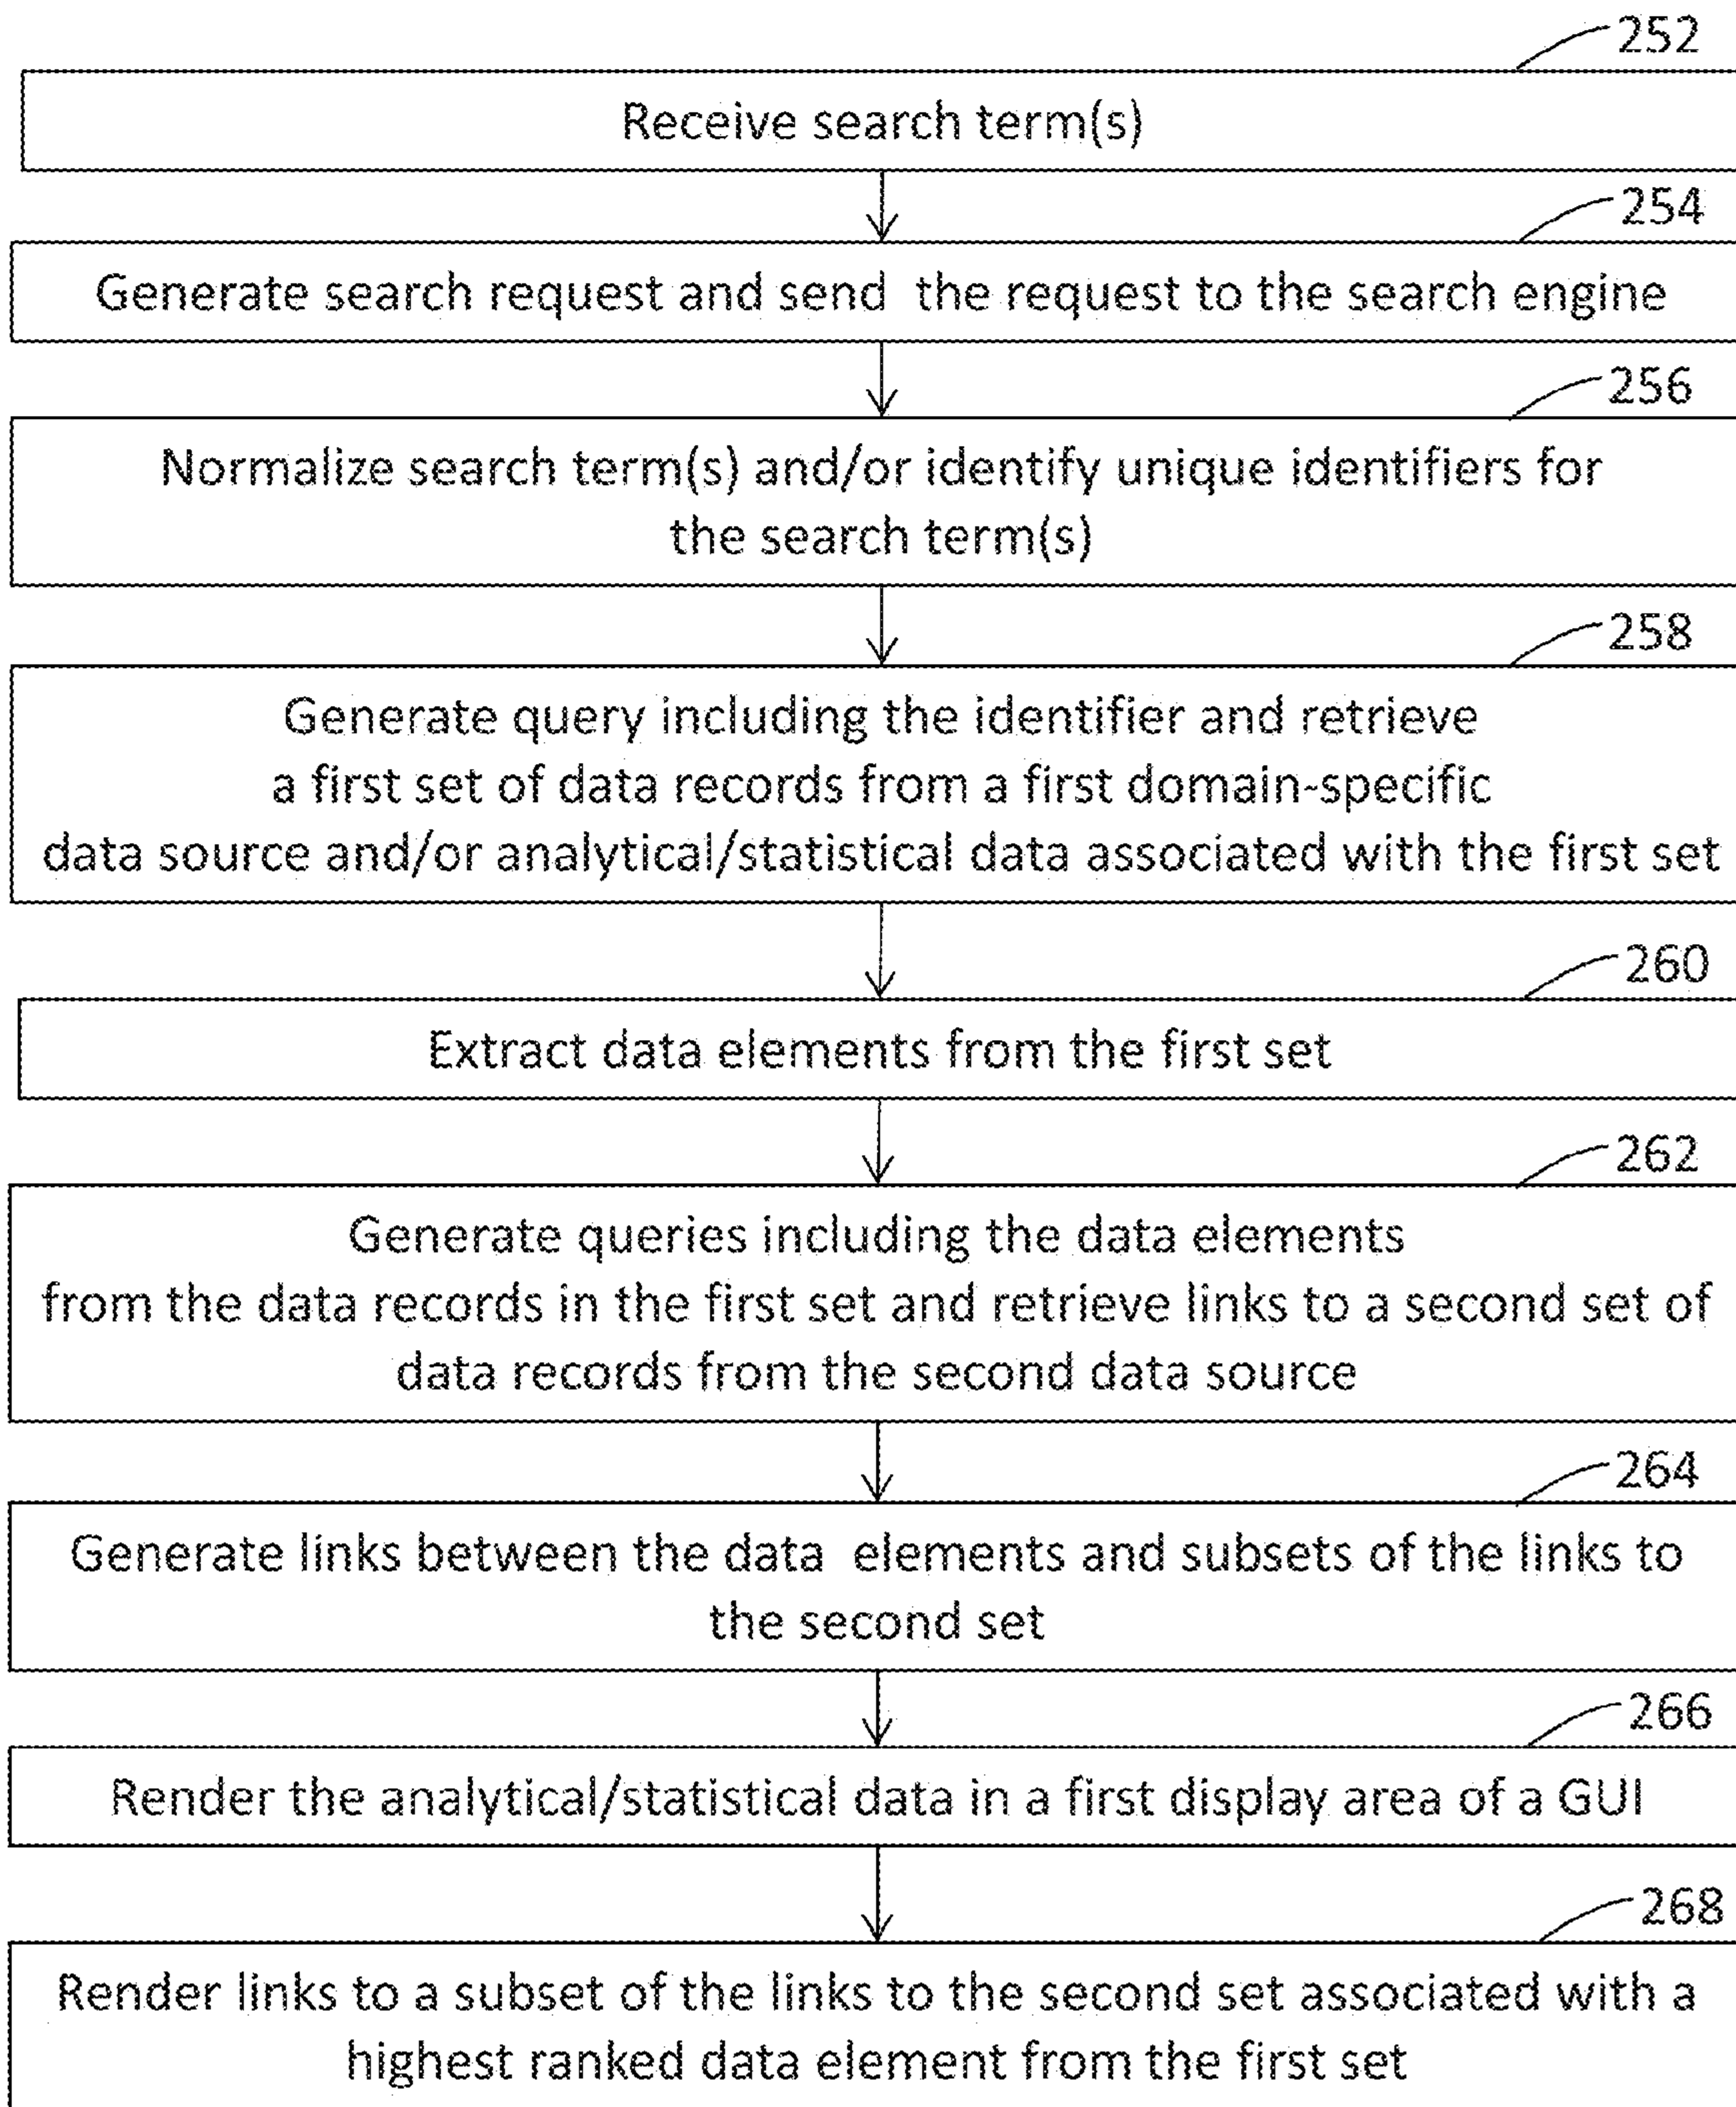 252
Receive search term(s)
254
Generate search request and send the request to the search engine
256
Normalize search term(s) and/or identify unique identifiers for
the search term(s)
258
Generate query including the identifier and retrieve
a first set of data records from a first domain-specific
data source and/or analytical/statistical data associated with the first set
260
Extract data elements from the first set
262
Generate queries including the data elements
from the data records in the first set and retrieve links to a second set of
data records from the second data source
264
Generate links between the data elements and subsets of the links to
the second set
266
Render the analytical/statistical data in a first display area of a GUI
268
Render links to a subset of the links to the second set associated with a
highest ranked data element from the first set